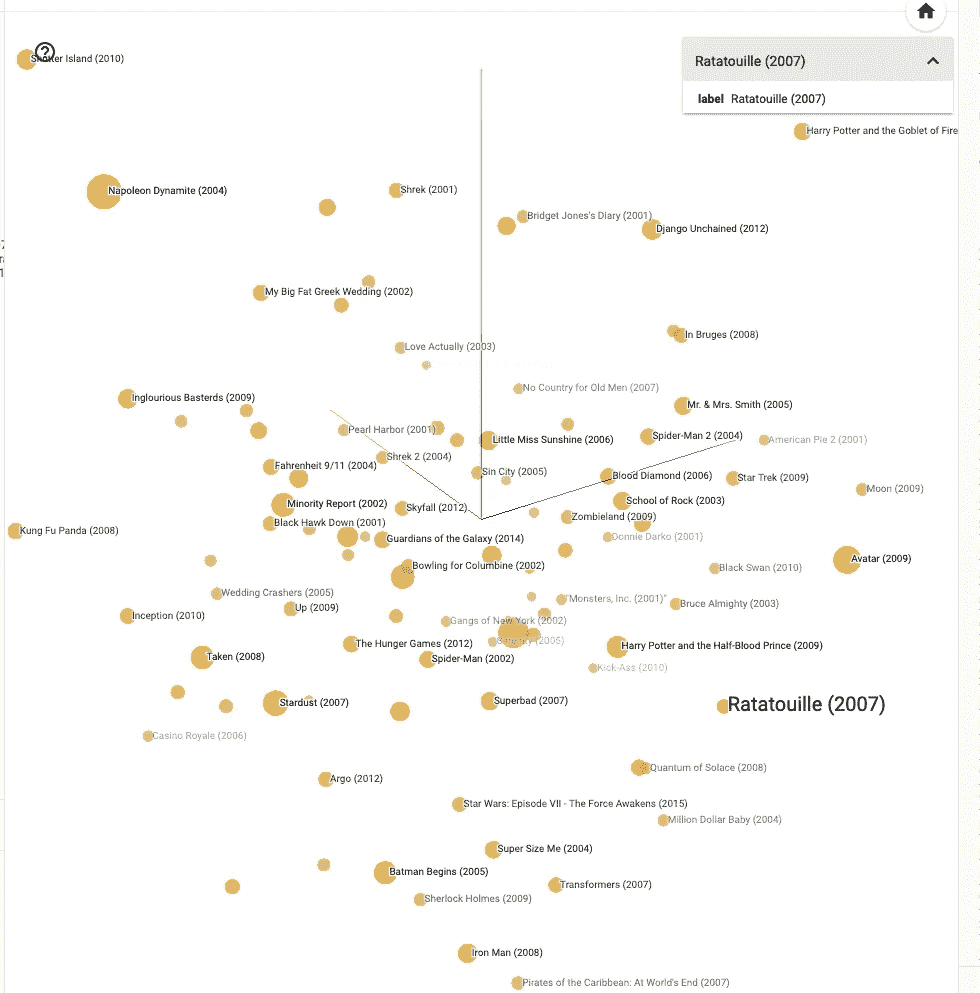 Shutter Island (2010)
Ratatouille (2007)
label Ratatouille (2007)
Harry Potter and the Goblet of Fire
Napoleon Dynamite (2004)
Shrek (2001)
Bridget Jones's Diary (2001)
Django Unchained (2012)
My Big Fat Greek Wedding (2002)
In Bruges (2008)
Love Actually (2003)
No Country for Old Men (2007)
Inglourious Basterds (2009)
Mr. & Mrs. Smith (2005)
Pearl Harbor (2001)
Little Miss Sunshine (2006)
Spider-Man 2 (2004)
American Pie 2 (2001)
Shrek 2 (2004)
Fahrenheit 9/11 (2004)
Sin City (2005)
Blood Diamond (2006)
Star Trek (2009)
Moon (2009)
Minority Report (2002)
Skyfall (2012)
School of Rock (2003)
Black Hawk Down (2001)
Zombieland (2009)
Kung Fu Panda (2008)
Guardians of the Galaxy (2014)
Donnie Darko (2001)
Avatar (2009)
Bowling for Columbine (2002)
Black Swan (2010)
Wedding Crashers (2005)
"Monsters, Inc. (2001)"
Bruce Almighty (2003)
Up (2009)
Inception (2010)
Gangs of New York (2002)
(2005)
The Hunger Games (2012)
Harry Potter and the Half-Blood Prince (2009)
Taken (2008)
Spider-Man (2002)
Kick-Ass (2010)
Stardust (2007)
Superbad (2007)
Ratatouille (2007)
Casino Royale (2006)
Quantum of Solace (2008)
Argo (2012)
Star Wars: Episode VII - The Force Awakens (2015)
Million Dollar Baby (2004)
Super Size Me (2004)
Batman Begins (2005)
Transformers (2007)
Sherlock Holmes (2009)
Iron Man (2008)
Pirates of the Caribbean: At World's End (2007)